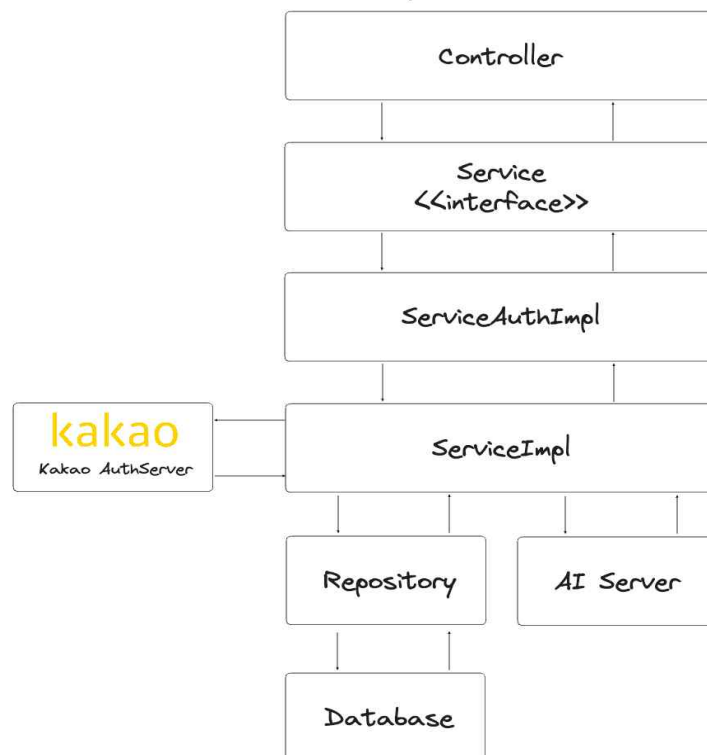 Controller
Service
<<interface>>
ServiceAuthImpl
kakao
Kakao AuthServer
ServiceImpl
Repository
AI Server
Database